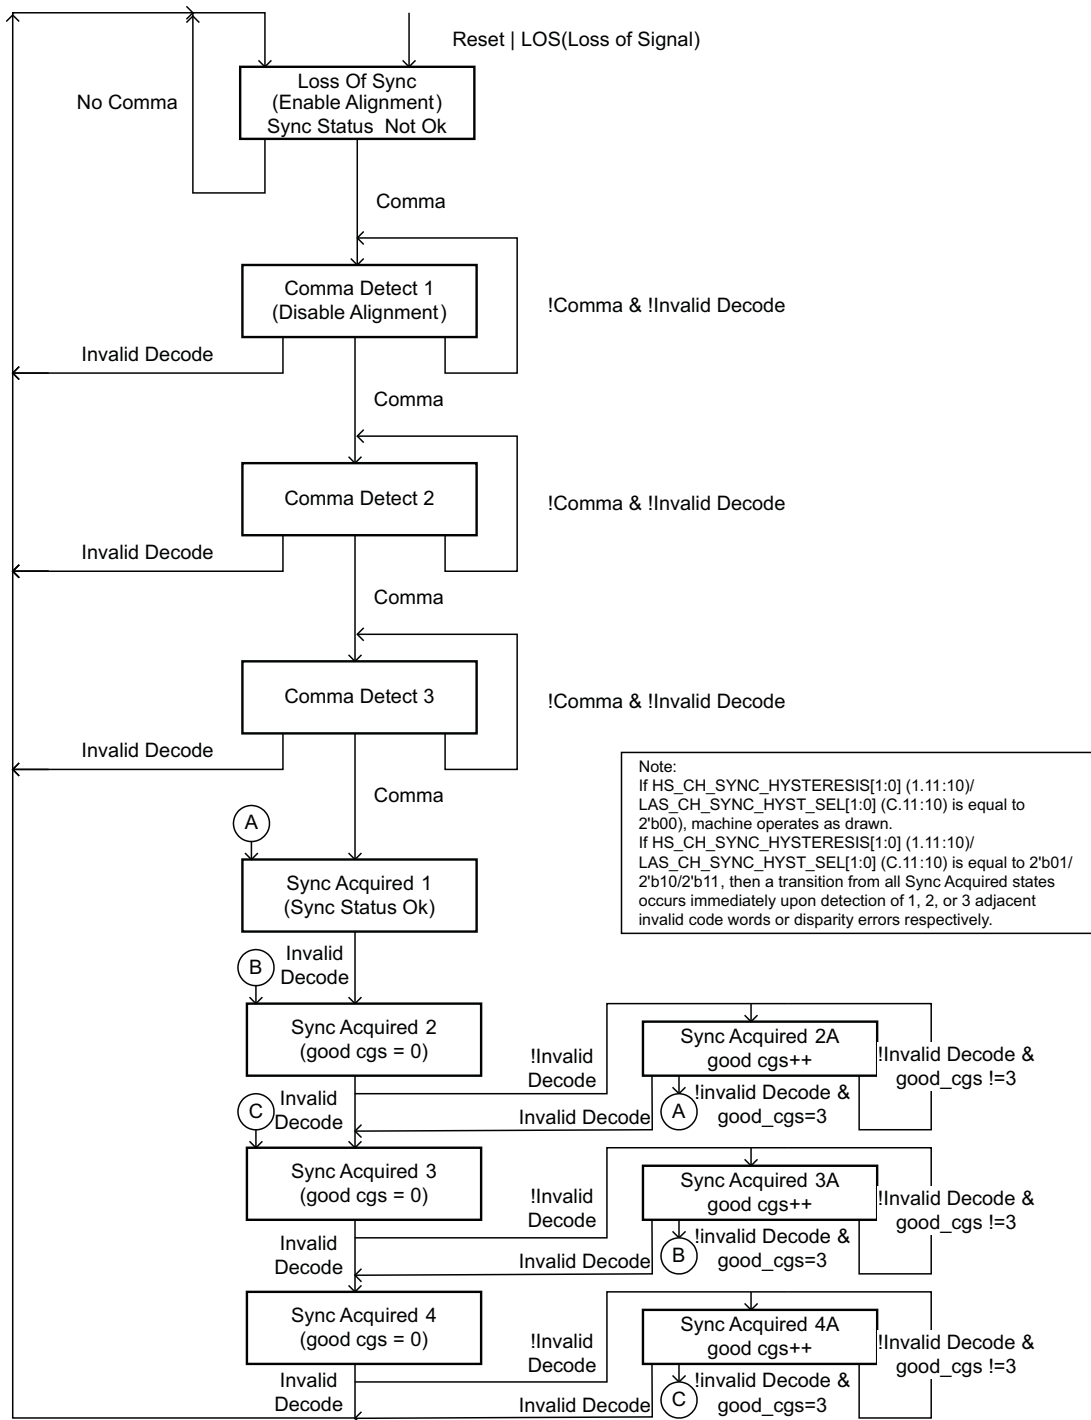 Reset | LOS(Loss of Signal)
Loss Of Sync
(Enable Alignment)
Sync Status Not Ok
No Comma
Comma
Comma Detect 1
(Disable Alignment)
!Comma & !Invalid Decode
Invalid Decode
Comma
Comma Detect 2
!Comma & !Invalid Decode
Invalid Decode
Comma
Comma Detect 3
!Comma & !Invalid Decode
Invalid Decode
Comma
Note:
If HS_CH_SYNC_HYSTERESIS[1:0] (1.11:10)/
LAS_CH_SYNC_HYST_SEL[1:0] (C.11:10) is equal to
2'b00), machine operates as drawn.
If HS_CH_SYNC_HYSTERESIS[1:0] (1.11:10)/
LAS_CH_SYNC_HYST_SEL[1:0] (C.11:10) is equal to 2'b01/
2'b10/2'b11, then a transition from all Sync Acquired states
occurs immediately upon detection of 1, 2, or 3 adjacent
invalid code words or disparity errors respectively.
A
Sync Acquired 1
(Sync Status Ok)
Invalid
Decode
B
Sync Acquired 2
(good cgs = 0)
!Invalid
Decode
Sync Acquired 2A
good cgs++
!Invalid Decode &
good_cgs !=3
A
!invalid Decode &
good_cgs=3
Invalid Decode
Invalid
Decode
C
Sync Acquired 3
(good cgs = 0)
!Invalid
Decode
Sync Acquired 3A
good cgs++
!Invalid Decode &
good_cgs !=3
B
!invalid Decode &
good_cgs=3
Invalid Decode
Invalid
Decode
Sync Acquired 4
(good cgs = 0)
!Invalid
Decode
Sync Acquired 4A
good cgs++
!Invalid Decode &
good_cgs !=3
C
!invalid Decode &
good_cgs=3
Invalid Decode
Invalid
Decode